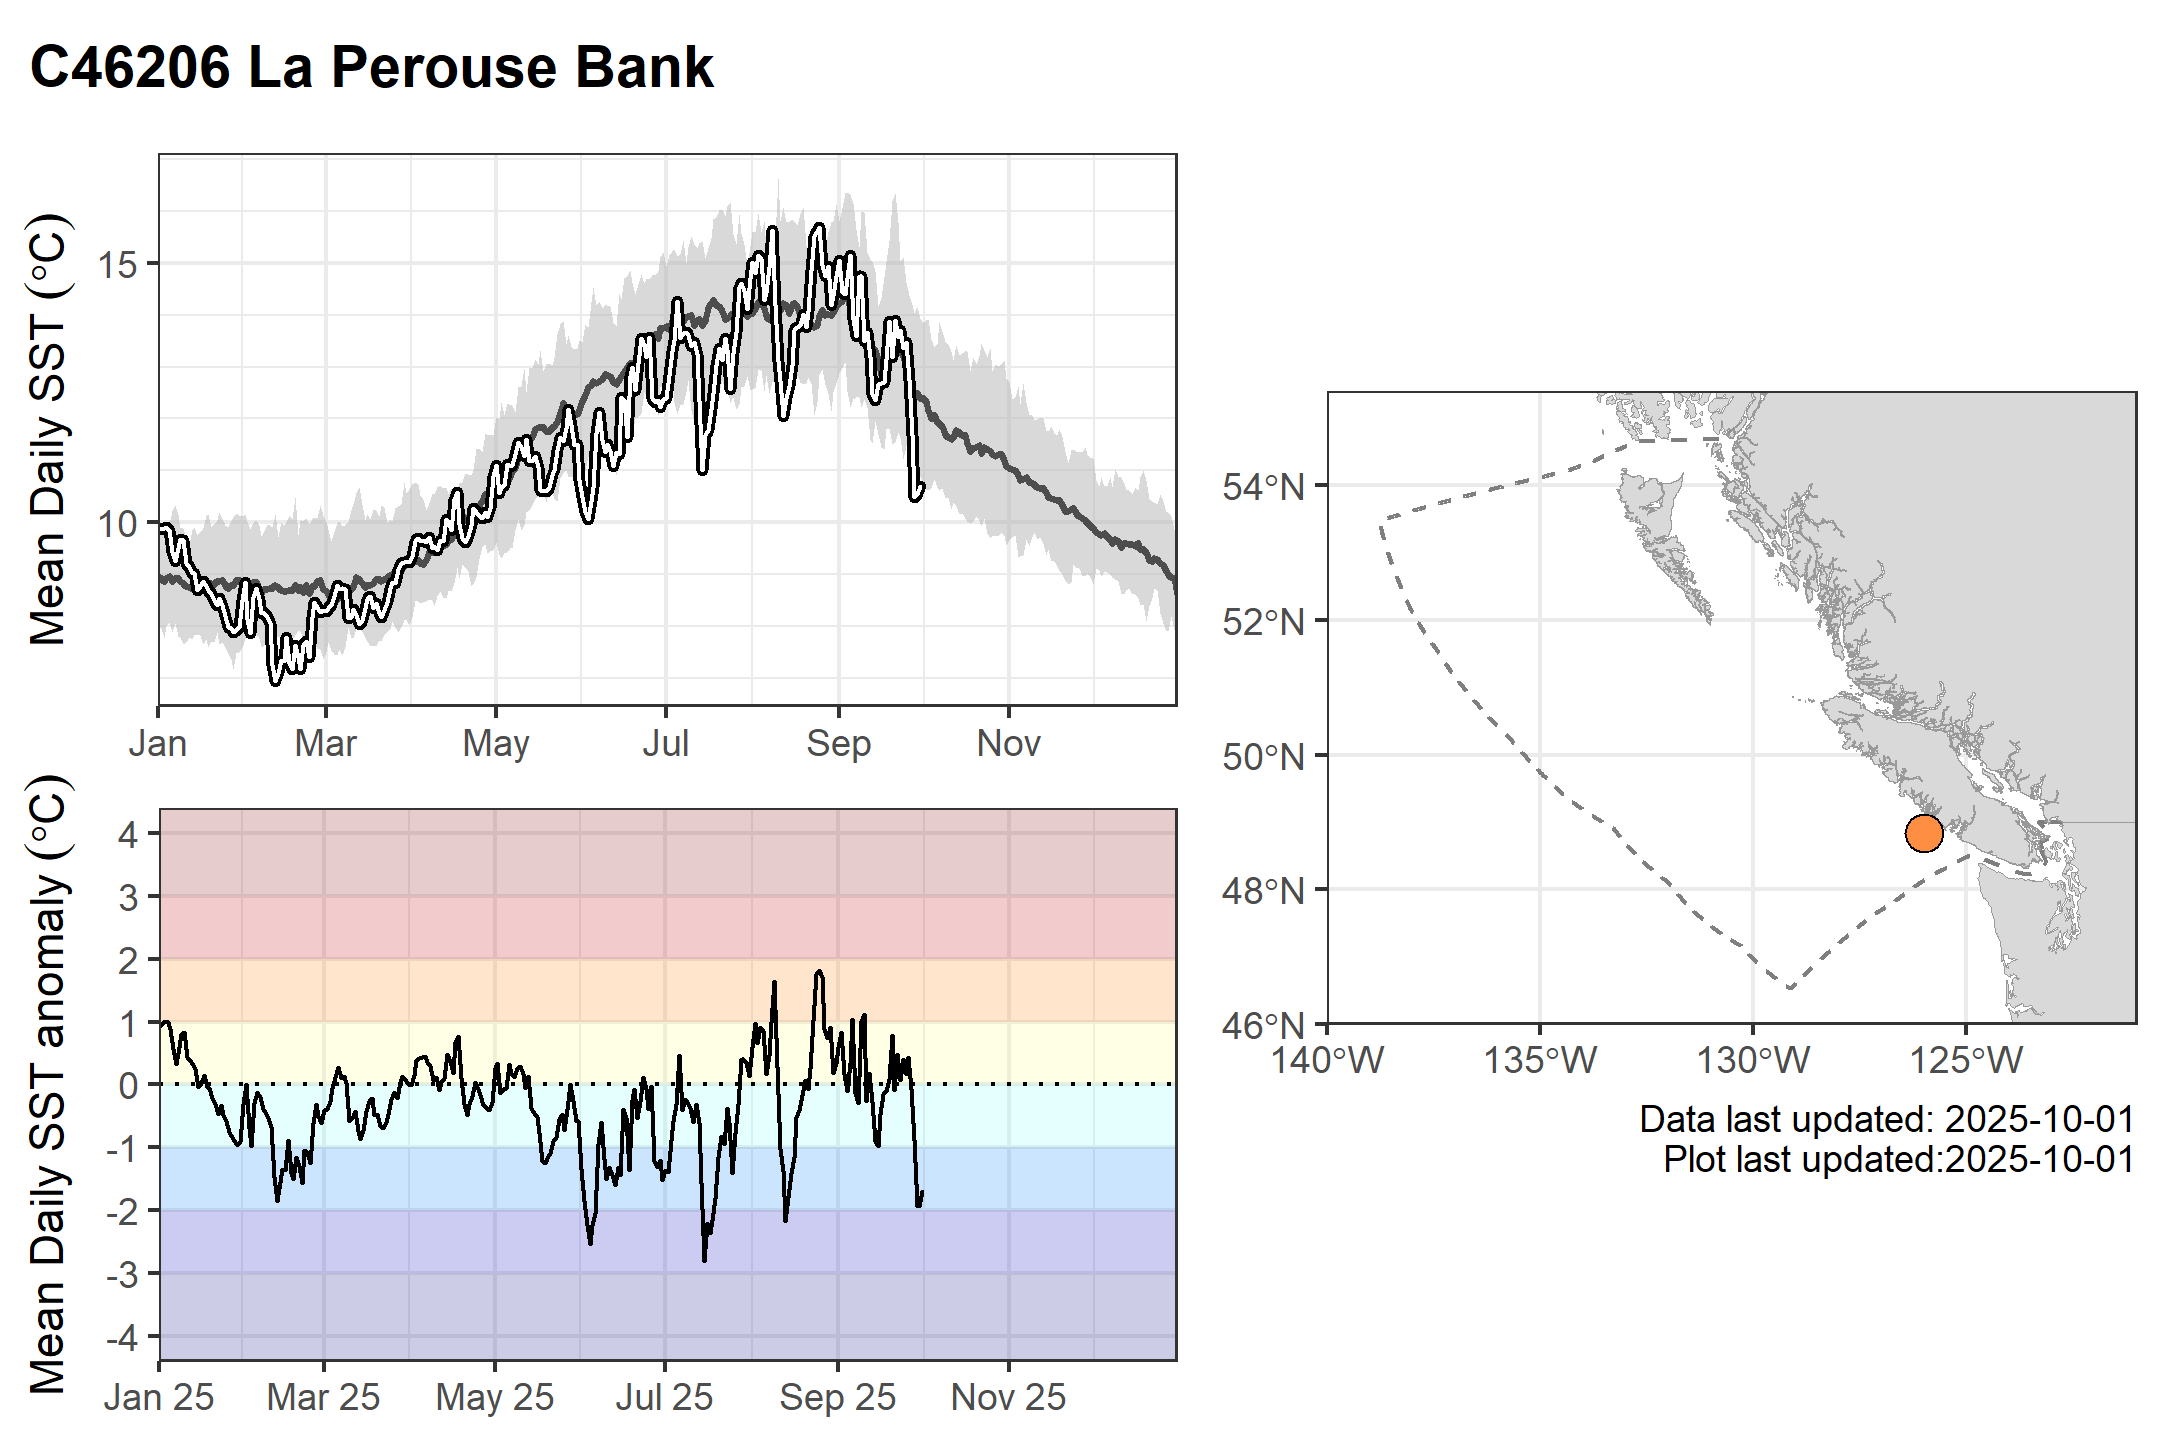 C46206 La Perouse Bank
Mean Daily SST (°C)
15
10
Jan Mar May Jul Sep Nov
Mean Daily SST anomaly (°C)
4
3
2
1
0
-1
-2
-3
-4
Jan 25 Mar 25 May 25 Jul 25 Sep 25 Nov 25
54°N
52°N
50°N
48°N
46°N
140°W 135°W 130°W 125°W
Data last updated: 2025-10-01
Plot last updated:2025-10-01